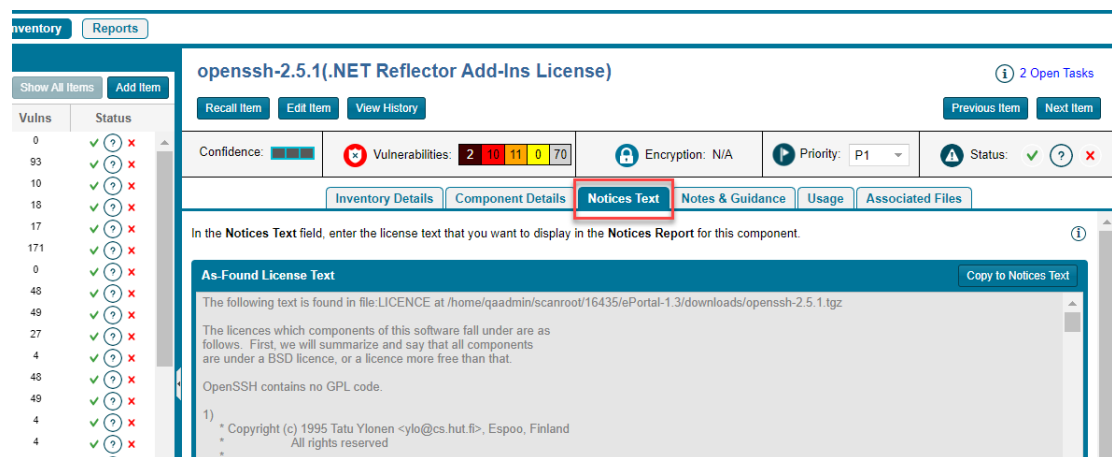 nventory Reports
Show All Items Add Item
Vulns Status
0
93
10
18
17
171
0
48
49
27
4
48
49
4
4
openssh-2.5.1(.NET Reflector Add-Ins License)
2 Open Tasks
Recall Item Edit Item View History Previous Item Next Item
Confidence: Vulnerabilities: 2 10 11 0 70 Encryption: N/A Priority: P1 Status:
Inventory Details Component Details Notices Text Notes & Guidance Usage Associated Files
In the Notices Text field, enter the license text that you want to display in the Notices Report for this component.
As-Found License Text Copy to Notices Text
The following text is found in file:LICENCE at /home/qaadmin/scanroot/16435/ePortal-1.3/downloads/openssh-2.5.1.tgz
The licences which components of this software fall under are as
follows. First, we will summarize and say that all components
are under a BSD licence, or a licence more free than that.
OpenSSH contains no GPL code.
1)
* Copyright (c) 1995 Tatu Ylonen <ylo@cs.hut.fi>, Espoo, Finland
* All rights reserved
*